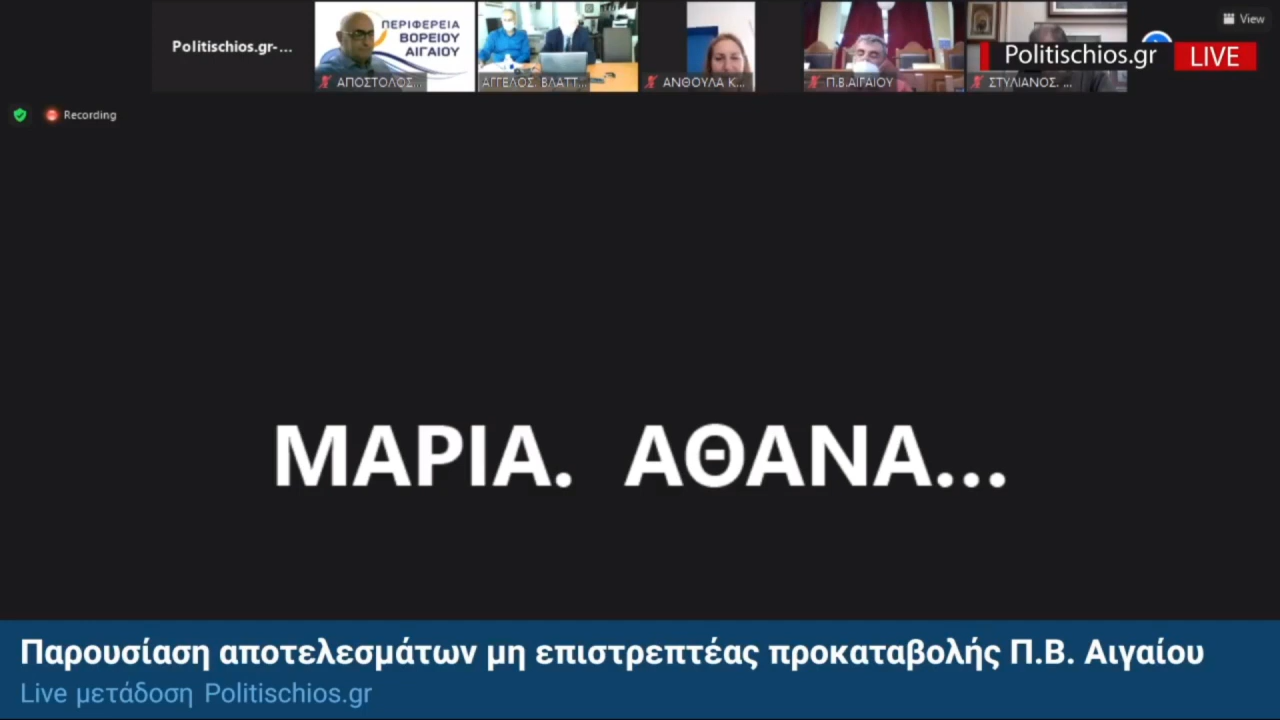 Politischios.gr-...
ΠΕΡΙΦΕΡΕΙΑ
ΒΟΡΕΙΟΥ
ΑΙΓΑΙΟΥ
ΑΠΟΣΤΟΛΟΣ...
ΑΓΓΕΛΟΣ. ΒΛΑΤΤ...
ΑΝΘΟΥΛΑ Κ...
Π.Β.ΑΙΓΑΙΟΥ
ΣΤΥΛΙΑΝΟΣ. ...
View
Politischios.gr LIVE
Recording
ΜΑΡΙΑ. ΑΘΑΝΑ...
Παρουσίαση αποτελεσμάτων μη επιστρεπτέας προκαταβολής Π.Β. Αιγαίου
Live μετάδοση Politischios.gr